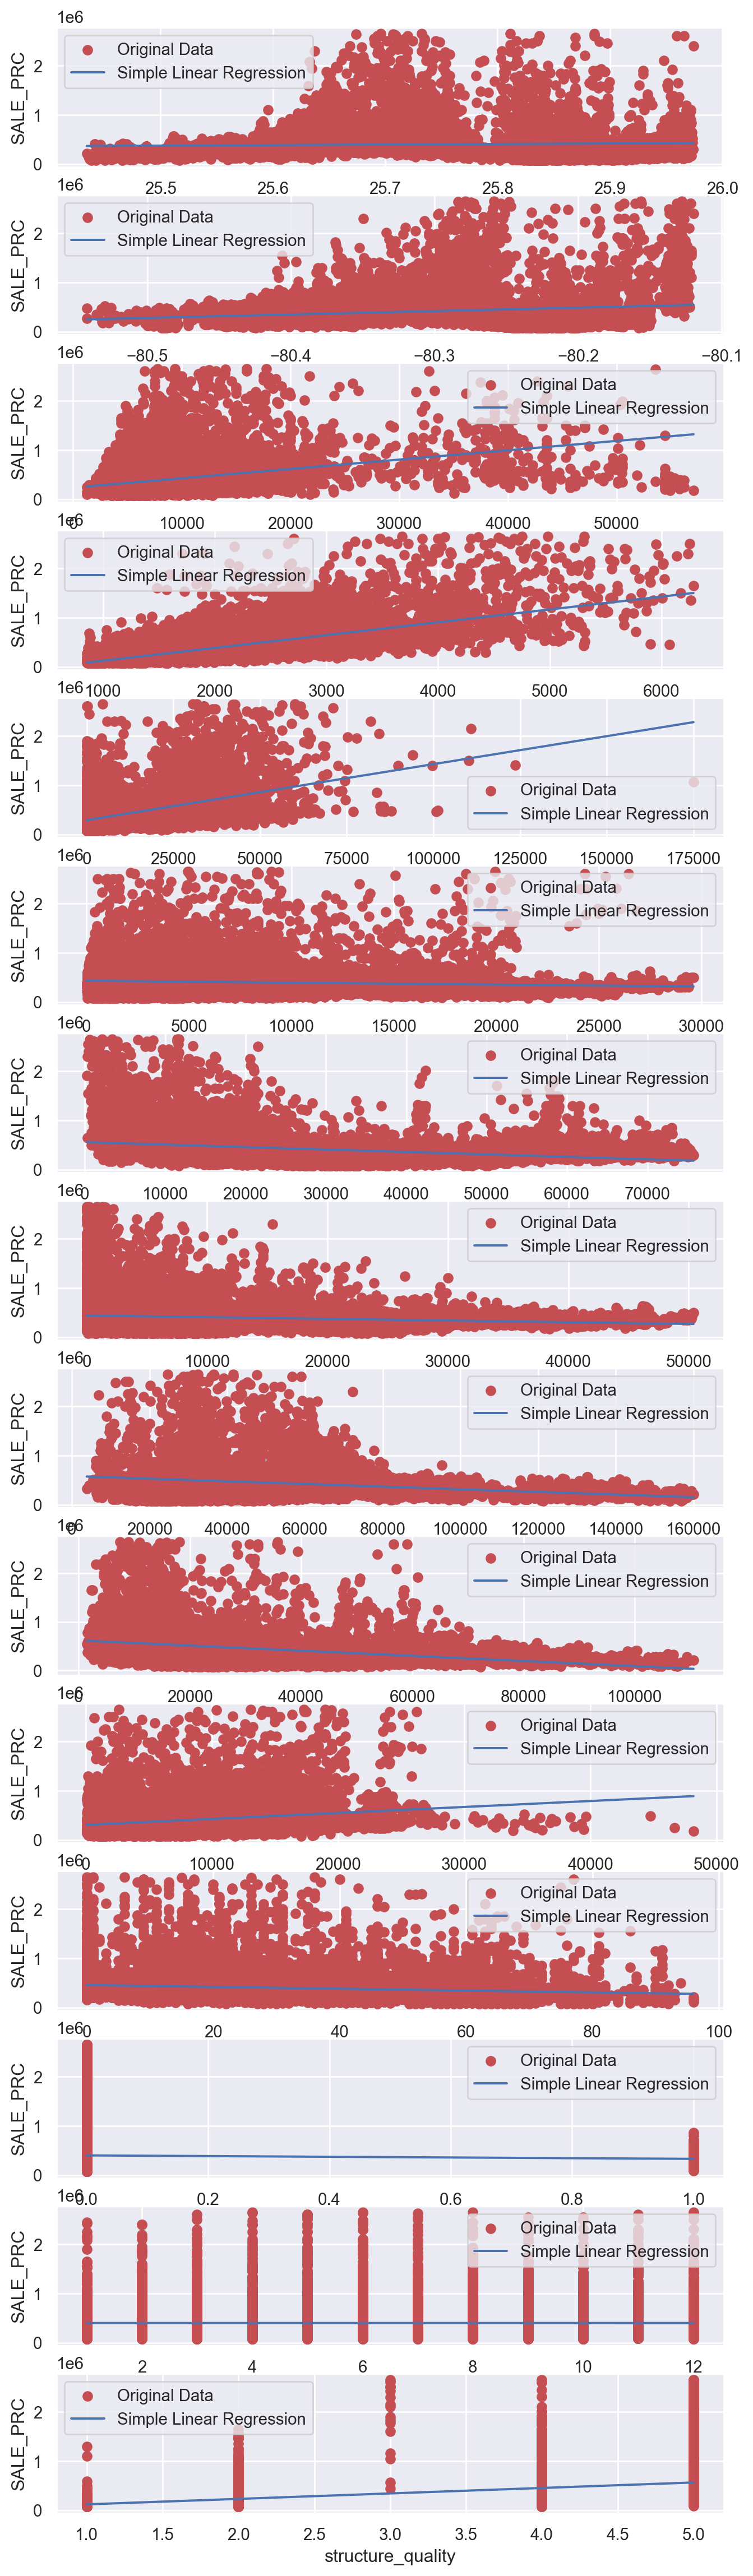 1e6
Original Data
Simple Linear Regression
SALE_PRC
2
1
0
25.5 25.6 25.7 25.8 25.9 26.0
1e6
Original Data
Simple Linear Regression
SALE_PRC
2
1
0
−80.5 −80.4 −80.3 −80.2 −80.1
1e6
Original Data
Simple Linear Regression
SALE_PRC
2
1
0
0 10000 20000 30000 40000 50000
1e6
Original Data
Simple Linear Regression
SALE_PRC
2
1
0
1000 2000 3000 4000 5000 6000
1e6
SALE_PRC
2
1
0
Original Data
Simple Linear Regression
0 25000 50000 75000 100000 125000 150000 175000
1e6
Original Data
Simple Linear Regression
SALE_PRC
2
1
0
0 5000 10000 15000 20000 25000 30000
1e6
Original Data
Simple Linear Regression
SALE_PRC
2
1
0
0 10000 20000 30000 40000 50000 60000 70000
1e6
Original Data
Simple Linear Regression
SALE_PRC
2
1
0
0 10000 20000 30000 40000 50000
1e6
Original Data
Simple Linear Regression
SALE_PRC
2
1
0
0 20000 40000 60000 80000 100000 120000 140000 160000
1e6
Original Data
Simple Linear Regression
SALE_PRC
2
1
0
0 20000 40000 60000 80000 100000
1e6
Original Data
Simple Linear Regression
SALE_PRC
2
1
0
0 10000 20000 30000 40000 50000
1e6
Original Data
Simple Linear Regression
SALE_PRC
2
1
0
0 20 40 60 80 100
1e6
Original Data
Simple Linear Regression
SALE_PRC
2
1
0
0.0 0.2 0.4 0.6 0.8 1.0
1e6
Original Data
Simple Linear Regression
SALE_PRC
2
1
0
2 4 6 8 10 12
1e6
Original Data
Simple Linear Regression
SALE_PRC
2
1
0
1.0 1.5 2.0 2.5 3.0 3.5 4.0 4.5 5.0
structure_quality